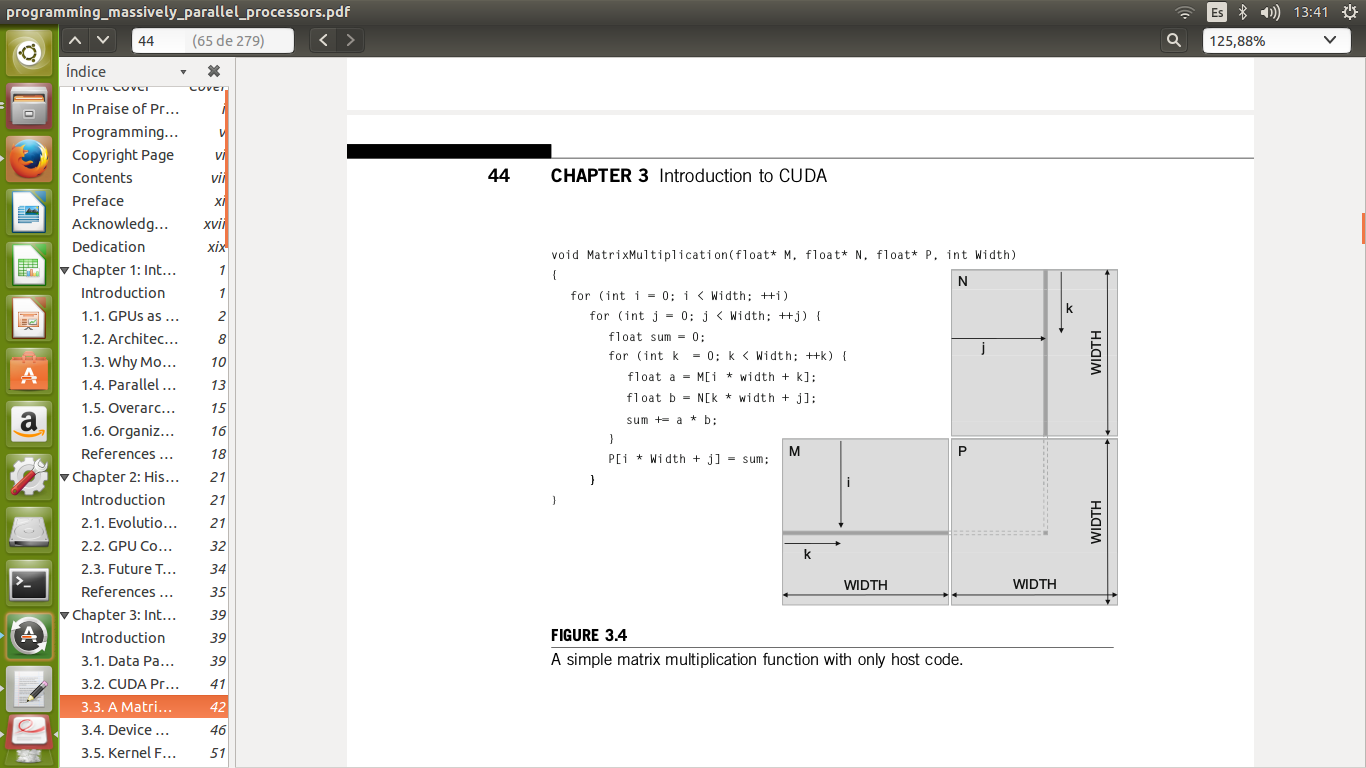 programming_massively_parallel_processors.pdf
Es
13:41
44 (65 de 279)
125,88%
Índice
Front Cover Cover
In Praise of Pr... i
Programming... v
Copyright Page vi
Contents vii
Preface xi
Acknowledg... xvii
Dedication xix
Chapter 1: Int... 1
Introduction 1
1.1. GPUs as ... 2
1.2. Architec... 8
1.3. Why Mo... 10
1.4. Parallel ... 13
1.5. Overarc... 15
1.6. Organiz... 16
References ... 18
Chapter 2: His... 21
Introduction 21
2.1. Evolutio... 21
2.2. GPU Co... 32
2.3. Future T... 34
References ... 35
Chapter 3: Int... 39
Introduction 39
3.1. Data Pa... 39
3.2. CUDA Pr... 41
3.3. A Matri... 42
3.4. Device ... 46
3.5. Kernel F... 51
44 CHAPTER 3 Introduction to CUDA
void MatrixMultiplication(float* M, float* N, float* P, int Width)
{
for (int i = 0; i < Width; ++i)
for (int j = 0; j < Width; ++j) {
float sum = 0;
for (int k = 0; k < Width; ++k) {
float a = M[i * width + k];
float b = N[k * width + j];
sum += a * b;
}
P[i * Width + j] = sum;
}
}
N
k
j
WIDTH
M
i
k
WIDTH
P
WIDTH
WIDTH
FIGURE 3.4
A simple matrix multiplication function with only host code.